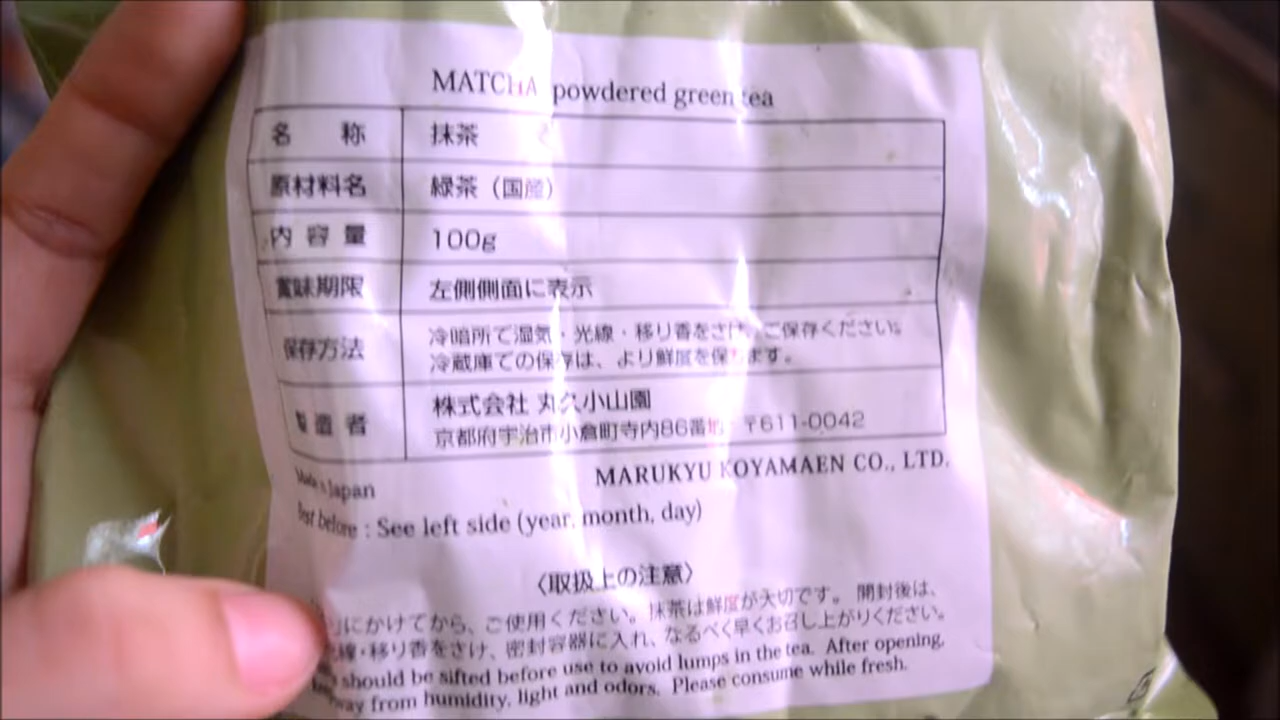 MATCHA powdered green tea
名 称 抹茶
原材料名 緑茶（国産）
内 容 量 100g
賞味期限 左側側面に表示
保存方法 冷暗所で湿気・光線・移り香をさけ、ご保存ください。
冷蔵庫での保存は、より鮮度を保ちます。
製 造 者 株式会社 丸久小山園
京都府宇治市小倉町寺内86番地 〒611-0042
Made in Japan MARUKYU KOYAMAEN CO., LTD.
Best before : See left side (year, month, day)
〈取扱上の注意〉
にかけてから、ご使用ください。抹茶は鮮度が大切です。 開封後は、
線・移り香をさけ、密封容器に入れ、なるべく早くお召し上がりください。
should be sifted before use to avoid lumps in the tea. After opening,
away from humidity, light and odors. Please consume while fresh.